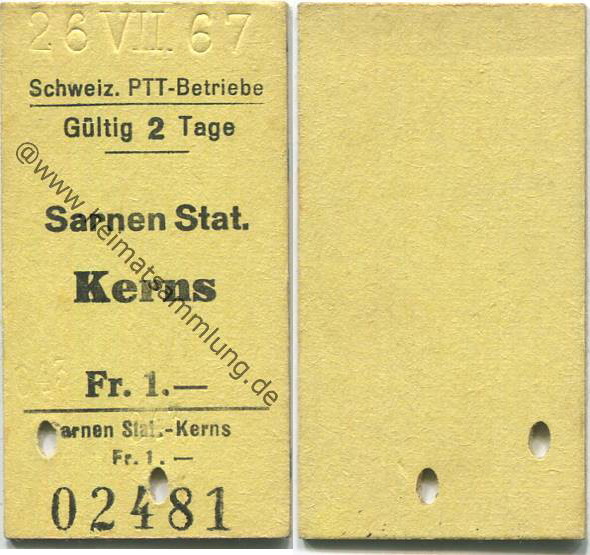 26 VII. 67
Schweiz. PTT-Betriebe
Gültig 2 Tage
Sarnen Stat.
Kerns
Fr. 1.—
Sarnen Stat.-Kerns
Fr. 1.—
02481
@www.heimatsammlung.de